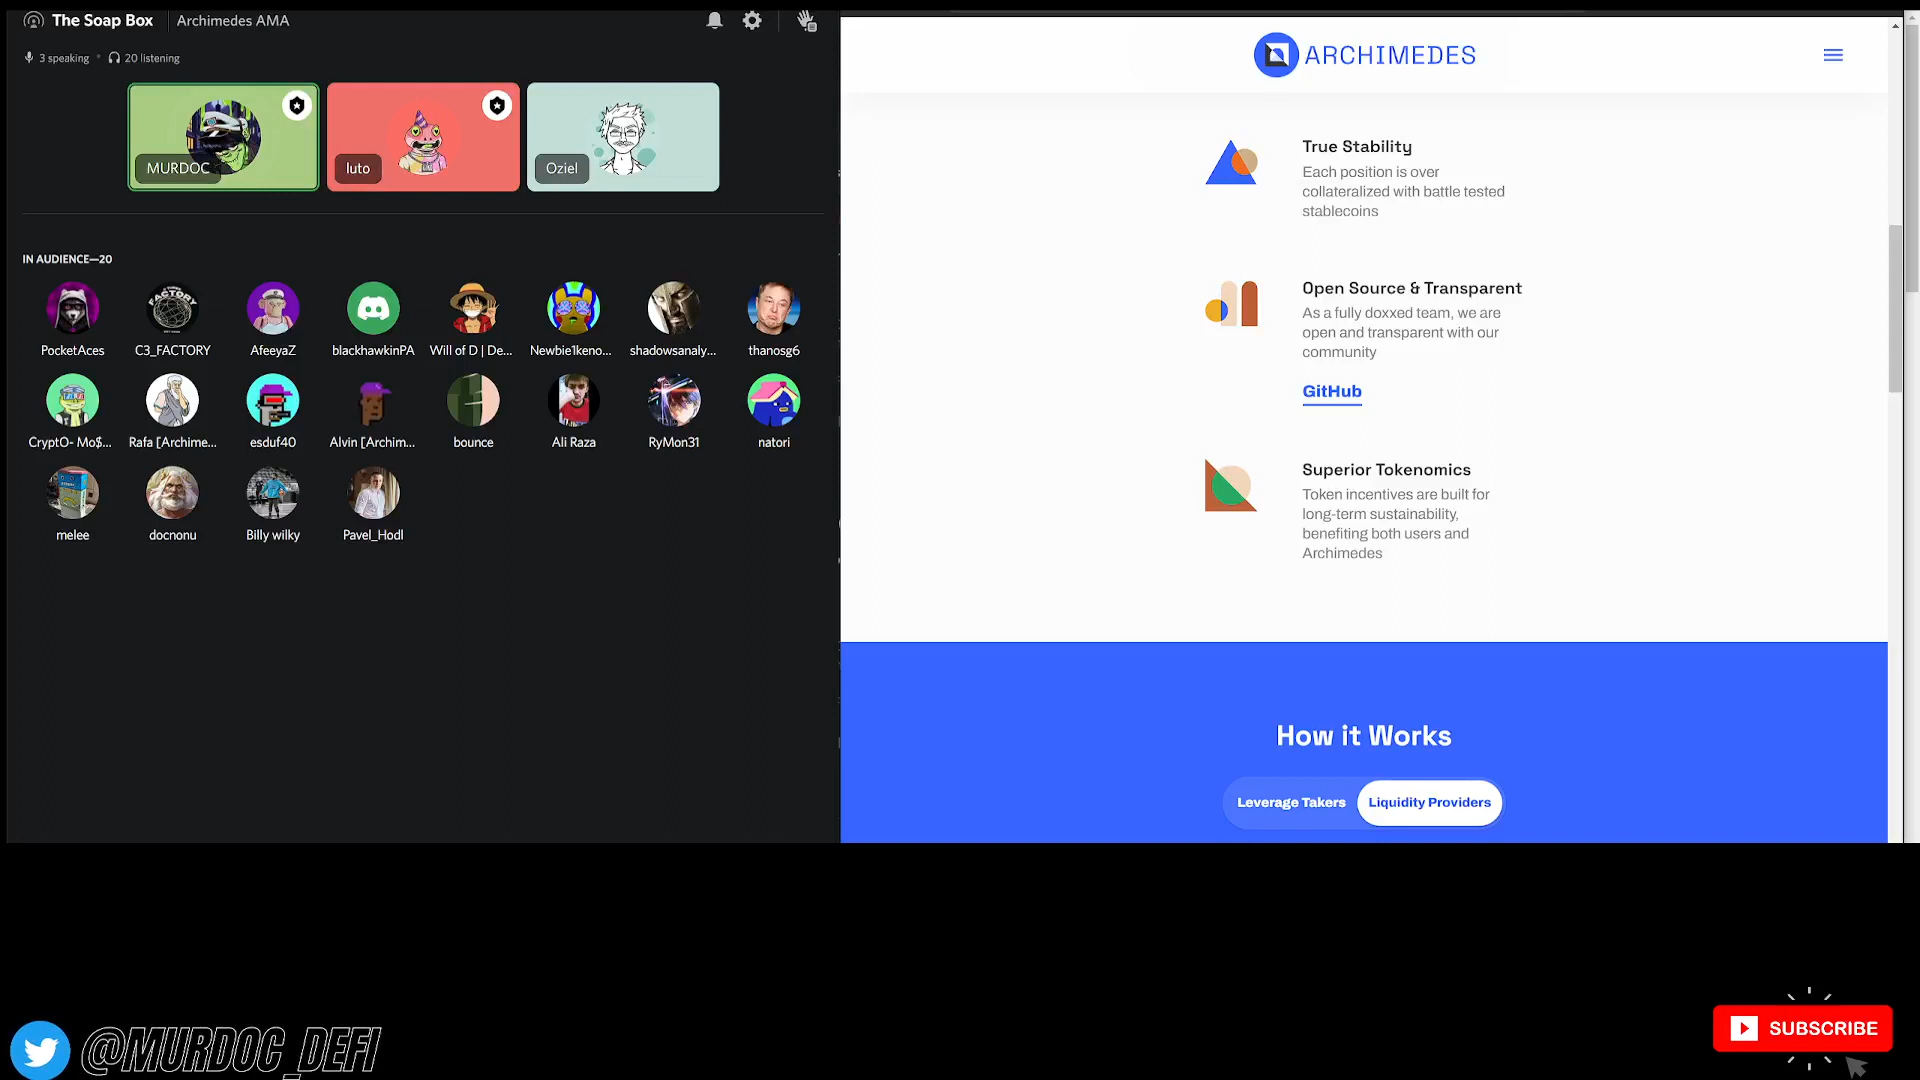 The Soap Box
Archimedes AMA
3 speaking • 20 listening
MURDOC
luto
Oziel
IN AUDIENCE—20
PocketAces
C3_FACTORY
AfeeyaZ
blackhawkinPA
Will of D | De...
Newbie1keno...
shadowsanaly...
thanosg6
CryptO- Mo$...
Rafa [Archime...
esduf40
Alvin [Archim...
bounce
Ali Raza
RyMon31
natori
melee
docnonu
Billy wilky
Pavel_Hodl
ARCHIMEDES
True Stability
Each position is over
collateralized with battle tested
stablecoins
Open Source & Transparent
As a fully doxxed team, we are
open and transparent with our
community
GitHub
Superior Tokenomics
Token incentives are built for
long-term sustainability,
benefiting both users and
Archimedes
How it Works
Leverage Takers
Liquidity Providers
@MURDOC_DEFI
SUBSCRIBE